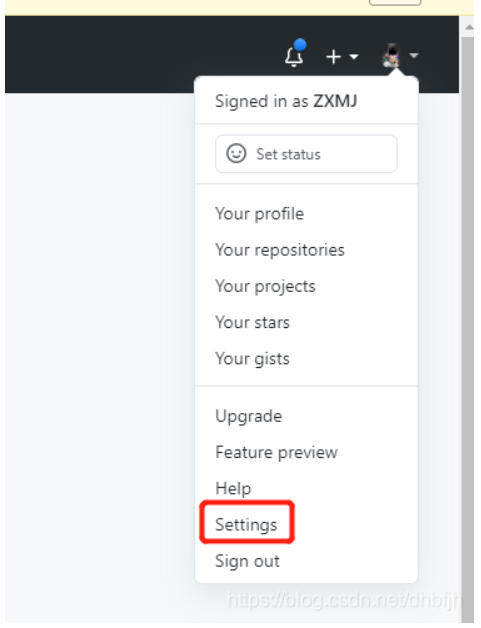 Signed in as ZXMJ
Set status
Your profile
Your repositories
Your projects
Your stars
Your gists
Upgrade
Feature preview
Help
Settings
Sign out
https://blog.csdn.net/dhbfjh